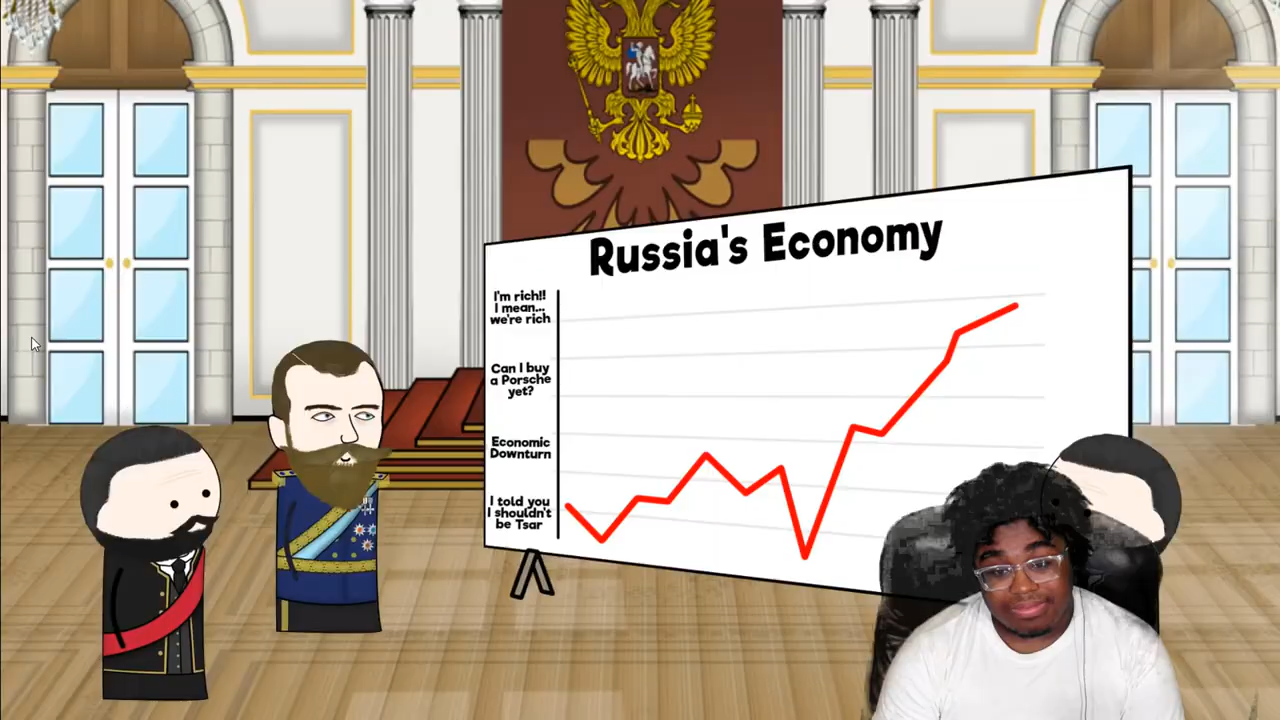 Russia's Economy
I'm rich!!
I mean...
we're rich
Can I buy
a Porsche
yet?
Economic
Downturn
I told you
I shouldn't
be Tsar